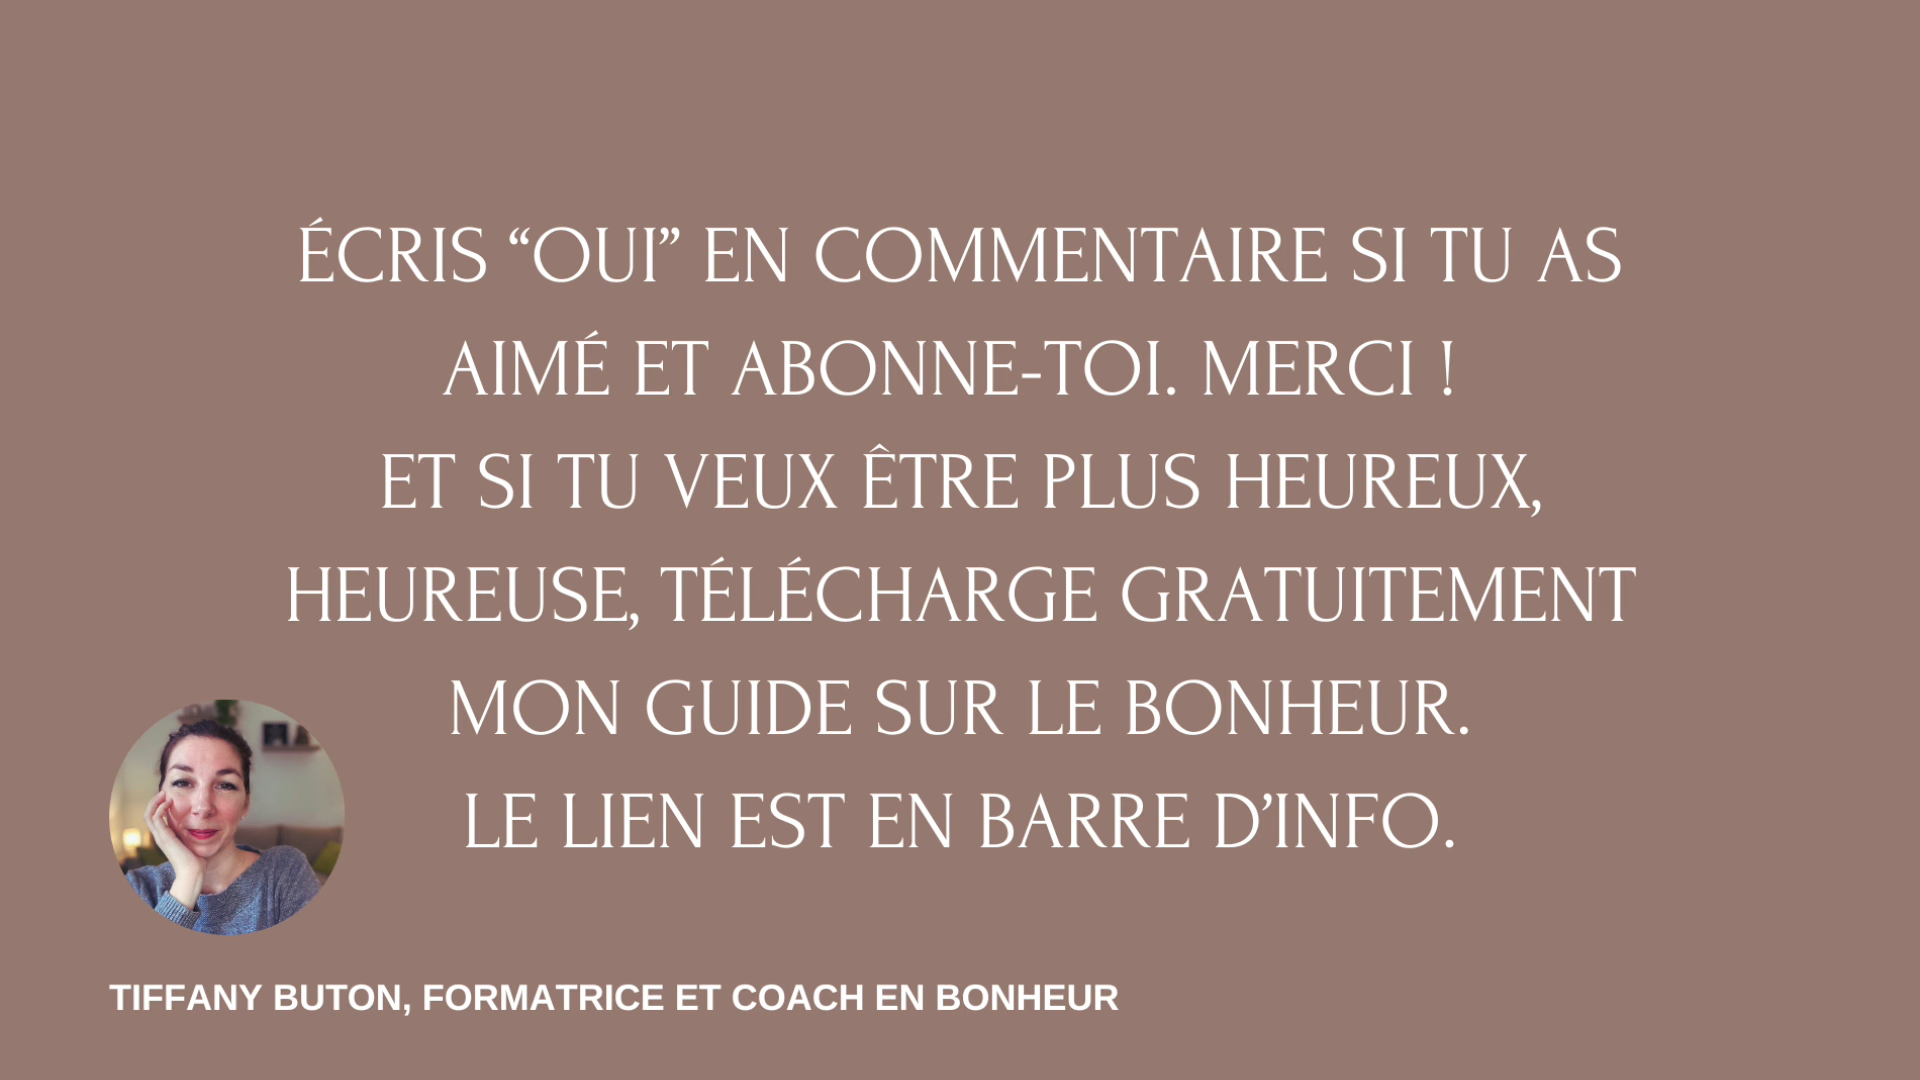 ÉCRIS “OUI” EN COMMENTAIRE SI TU AS
AIMÉ ET ABONNE-TOI. MERCI !
ET SI TU VEUX ÊTRE PLUS HEUREUX,
HEUREUSE, TÉLÉCHARGE GRATUITEMENT
MON GUIDE SUR LE BONHEUR.
LE LIEN EST EN BARRE D’INFO.
TIFFANY BUTON, FORMATRICE ET COACH EN BONHEUR